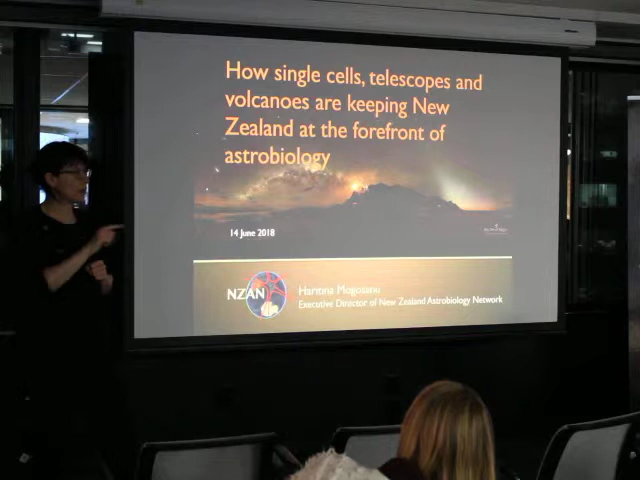 How single cells, telescopes and
volcanoes are keeping New
Zealand at the forefront of
astrobiology
14 June 2018
NZAN
Haritina Mogosanu
Executive Director of New Zealand Astrobiology Network